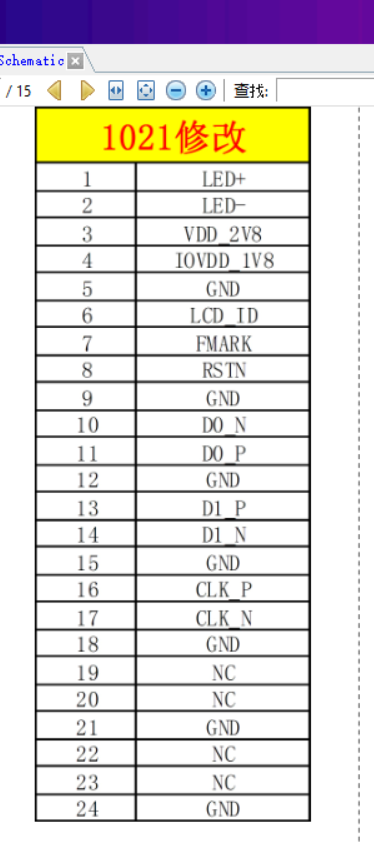 Schematic
/ 15 查找:
1021修改
1 LED+
2 LED-
3 VDD_2V8
4 IOVDD_1V8
5 GND
6 LCD_ID
7 FMARK
8 RSTN
9 GND
10 D0_N
11 D0_P
12 GND
13 D1_P
14 D1_N
15 GND
16 CLK_P
17 CLK_N
18 GND
19 NC
20 NC
21 GND
22 NC
23 NC
24 GND